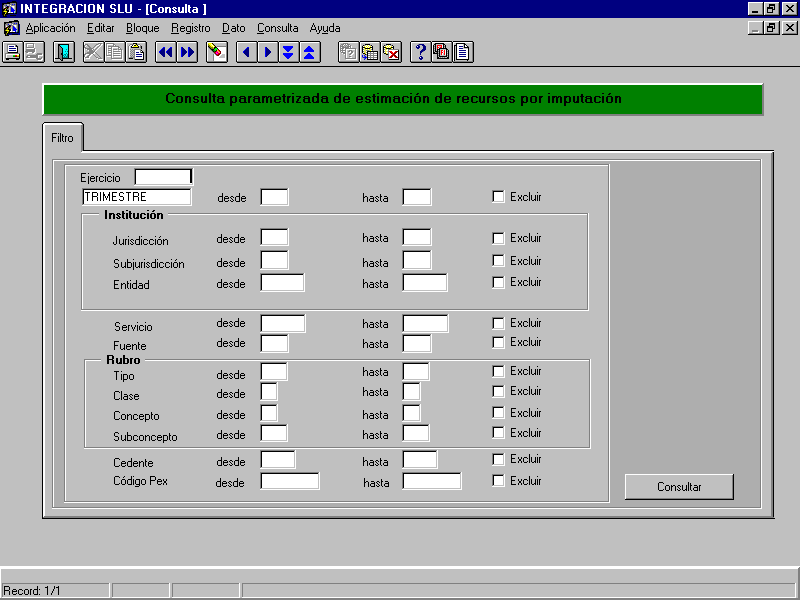 INTEGRACION SLU - [Consulta ]
Aplicación Editar Bloque Registro Dato Consulta Ayuda
Consulta parametrizada de estimación de recursos por imputación
Filtro
Ejercicio
TRIMESTRE desde hasta Excluir
Institución
Jurisdicción desde hasta Excluir
Subjurisdicción desde hasta Excluir
Entidad desde hasta Excluir
Servicio desde hasta Excluir
Fuente desde hasta Excluir
Rubro
Tipo desde hasta Excluir
Clase desde hasta Excluir
Concepto desde hasta Excluir
Subconcepto desde hasta Excluir
Cedente desde hasta Excluir
Código Pex desde hasta Excluir
Consultar
Record: 1/1